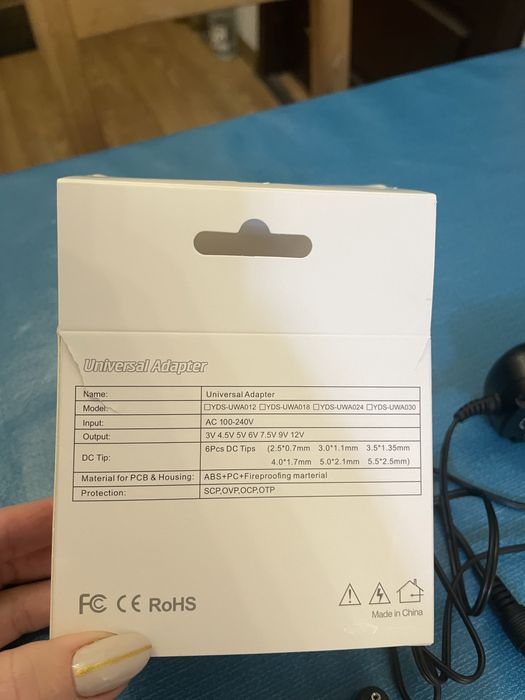 Universal Adapter
Name: Universal Adapter
Model: ☐YDS-UWA012 ☐YDS-UWA018 ☐YDS-UWA024 ☐YDS-UWA030
Input: AC 100-240V
Output: 3V 4.5V 5V 6V 7.5V 9V 12V
DC Tip: 6Pcs DC Tips (2.5*0.7mm 3.0*1.1mm 3.5*1.35mm
4.0*1.7mm 5.0*2.1mm 5.5*2.5mm)
Material for PCB & Housing: ABS+PC+Fireproofing marterial
Protection: SCP,OVP,OCP,OTP
FC CE RoHS
Made in China